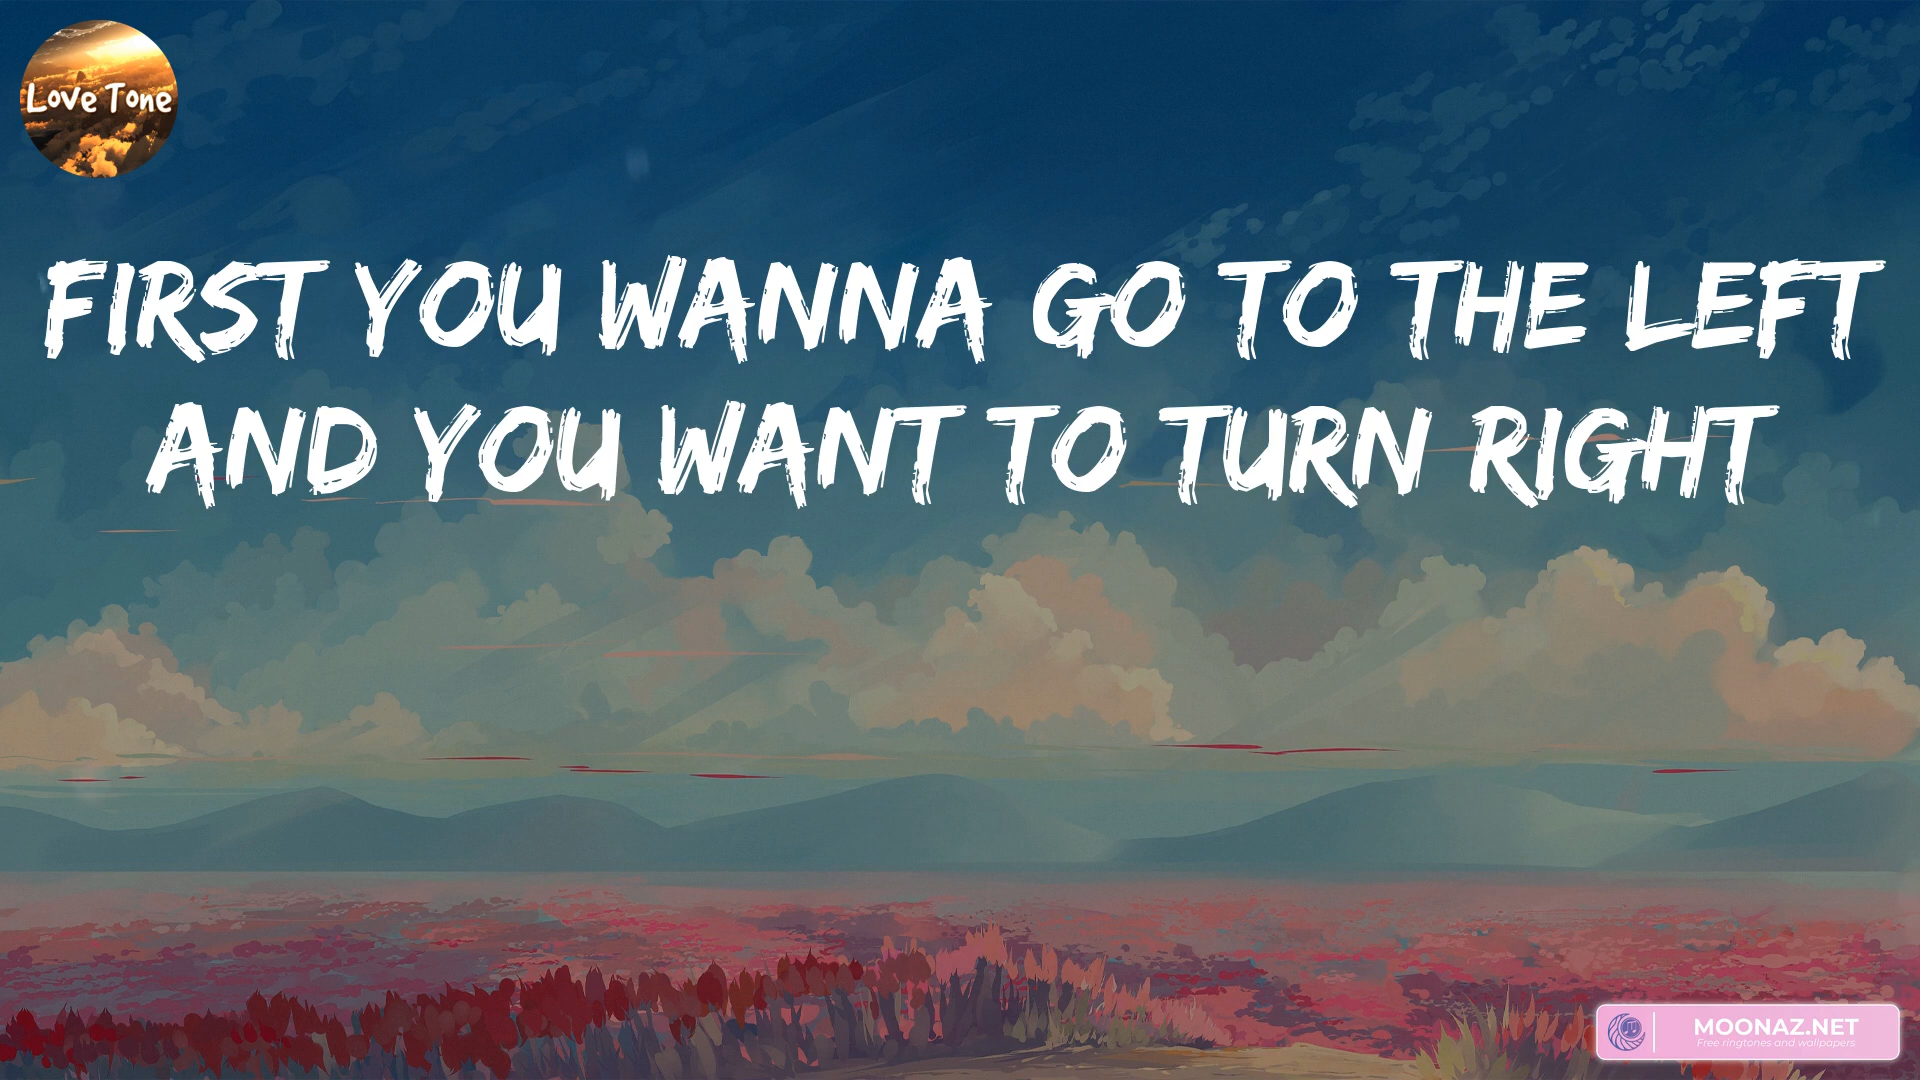 Love Tone
FIRST YOU WANNA GO TO THE LEFT
AND YOU WANT TO TURN RIGHT
MOONAZ.NET
Free ringtones and wallpapers